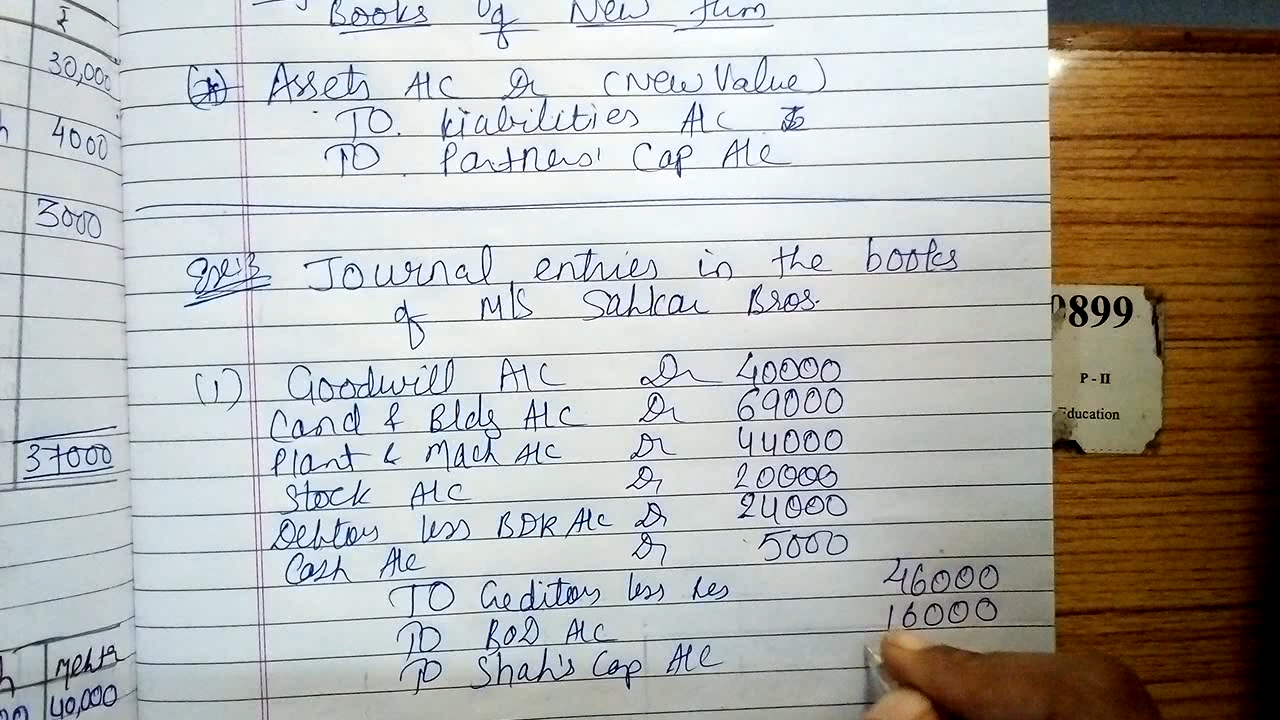 ₹
30,000
4000
3000
37000
Mehta
40,000
Books of New Firm
Assets A/C Dr (New Value)
TO Liabilities A/C
TO Partners' Cap A/c
Journal entries in the books
of M/S Sahkar Bros.
(1) Goodwill A/C Dr 40000
Land & Bldg A/C Dr 69000
Plant & Mach A/C Dr 44000
Stock A/C Dr 20000
Debtors less BDR A/c Dr 24000
Cash A/c Dr 5000
TO Creditors less Res 46000
TO BOD A/C 16000
TO Shah's Cap A/C
899
P - II
Education